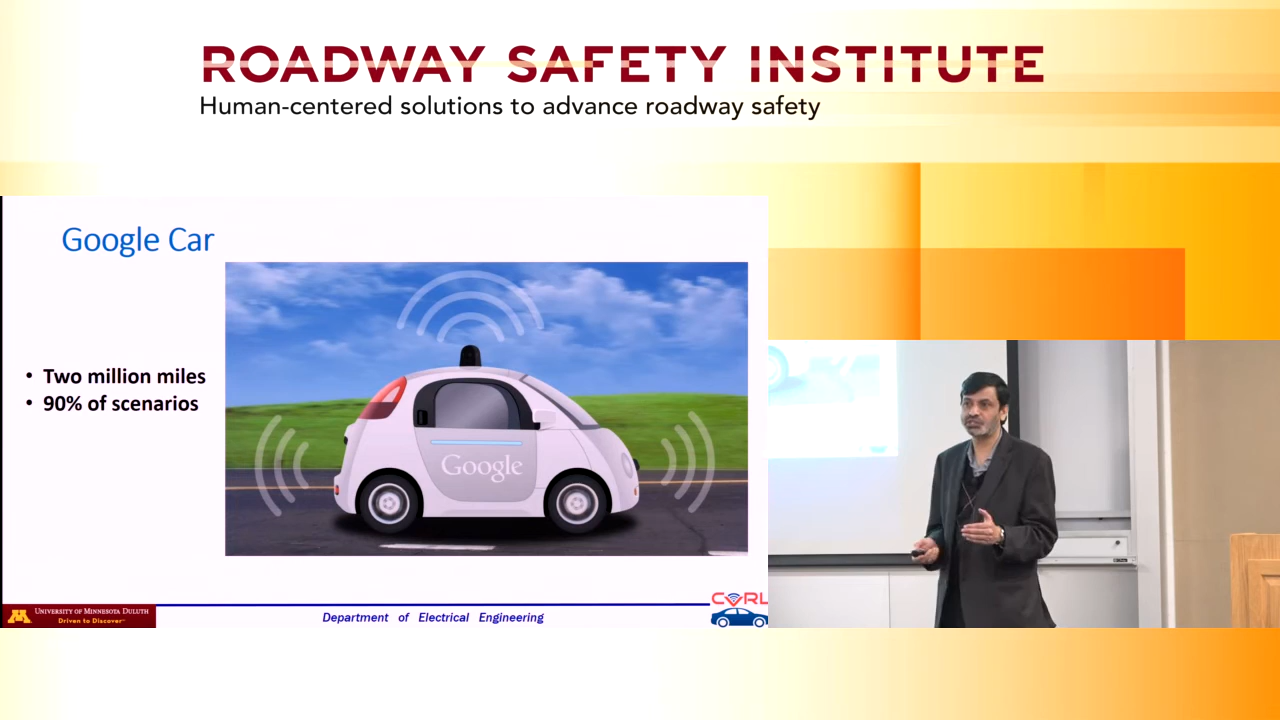 ROADWAY SAFETY INSTITUTE
Human-centered solutions to advance roadway safety
Google Car
• Two million miles
• 90% of scenarios
Google
UNIVERSITY OF MINNESOTA DULUTH
Driven to Discover
Department of Electrical Engineering
CVRL